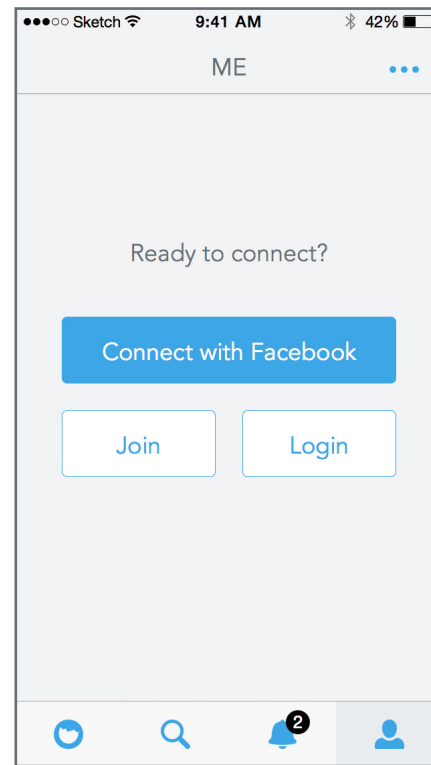 Sketch 9:41 AM 42%
ME
Ready to connect?
Connect with Facebook
Join Login
2